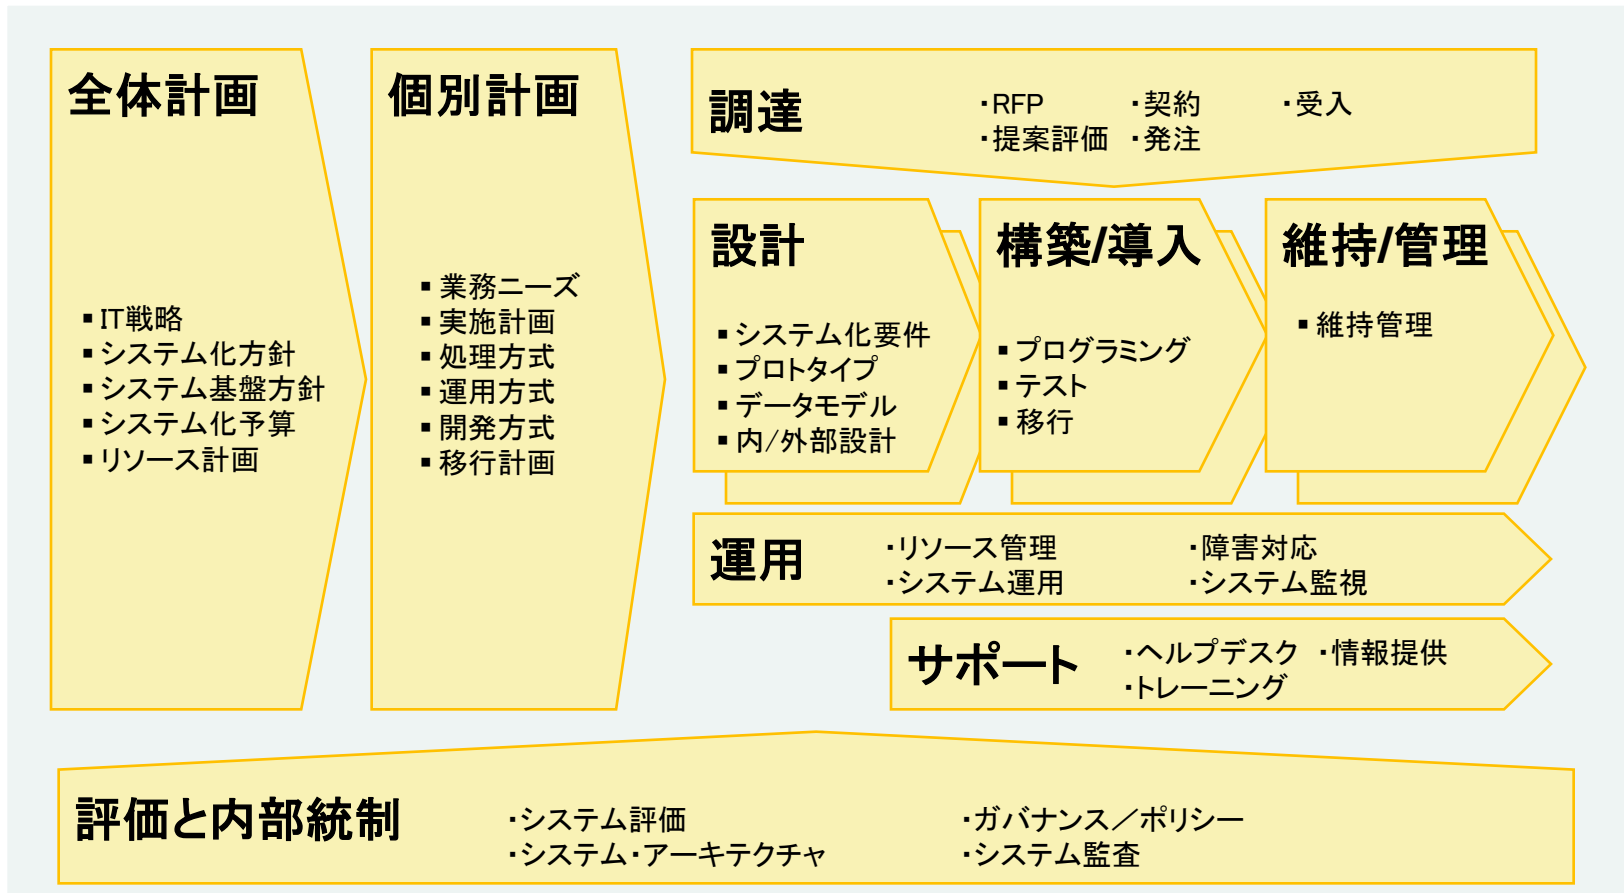 全体計画
▪IT戦略
▪システム化方針
▪システム基盤方針
▪システム化予算
▪リソース計画
個別計画
▪業務ニーズ
▪実施計画
▪処理方式
▪運用方式
▪開発方式
▪移行計画
調達
・RFP ・契約 ・受入
・提案評価 ・発注
設計
▪システム化要件
▪プロトタイプ
▪データモデル
▪内/外部設計
構築/導入
▪プログラミング
▪テスト
▪移行
維持/管理
▪維持管理
運用
・リソース管理 ・障害対応
・システム運用 ・システム監視
サポート
・ヘルプデスク ・情報提供
・トレーニング
評価と内部統制
・システム評価 ・ガバナンス／ポリシー
・システム・アーキテクチャ ・システム監査